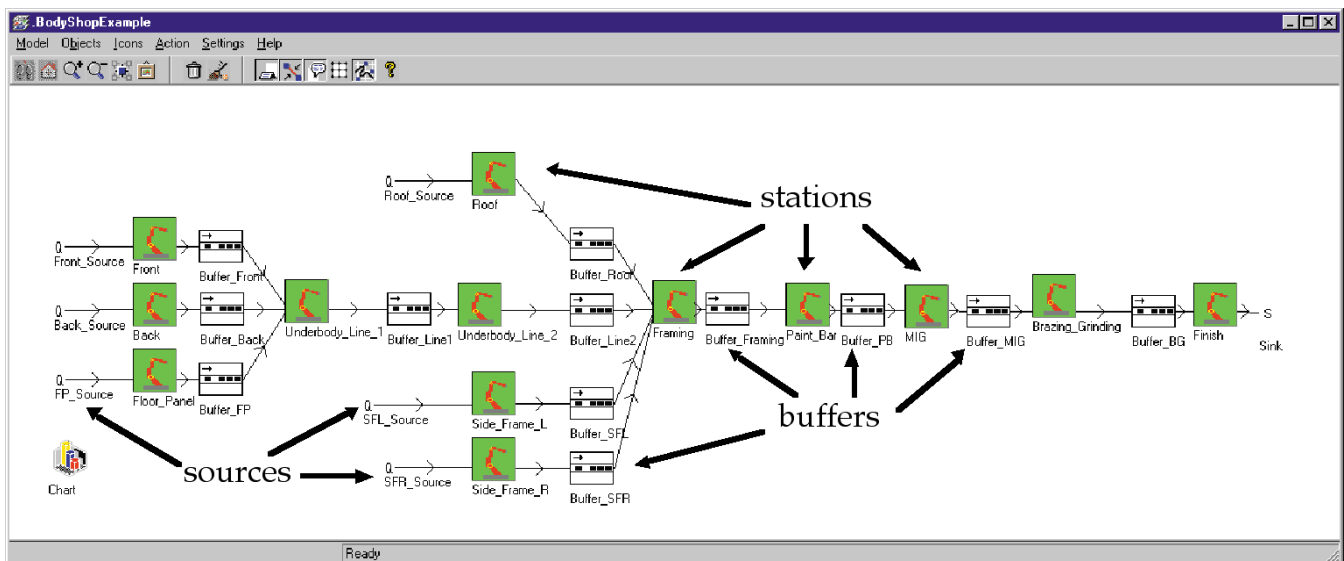 .BodyShopExample
Model Objects Icons Action Settings Help
Q Roof_Source
Roof
stations
Q Front_Source
Front
Buffer_Front
Buffer_Roof
Q Back_Source
Back
Buffer_Back
Underbody_Line_1
Buffer_Line1
Underbody_Line_2
Buffer_Line2
Framing
Buffer_Framing
Paint_Bar
Buffer_PB
MIG
Buffer_MIG
Brazing_Grinding
Buffer_BG
Finish
S
Sink
Q FP_Source
Floor_Panel
Buffer_FP
Q SFL_Source
Side_Frame_L
Buffer_SFL
buffers
sources
Q SFR_Source
Side_Frame_R
Buffer_SFR
Chart
Ready